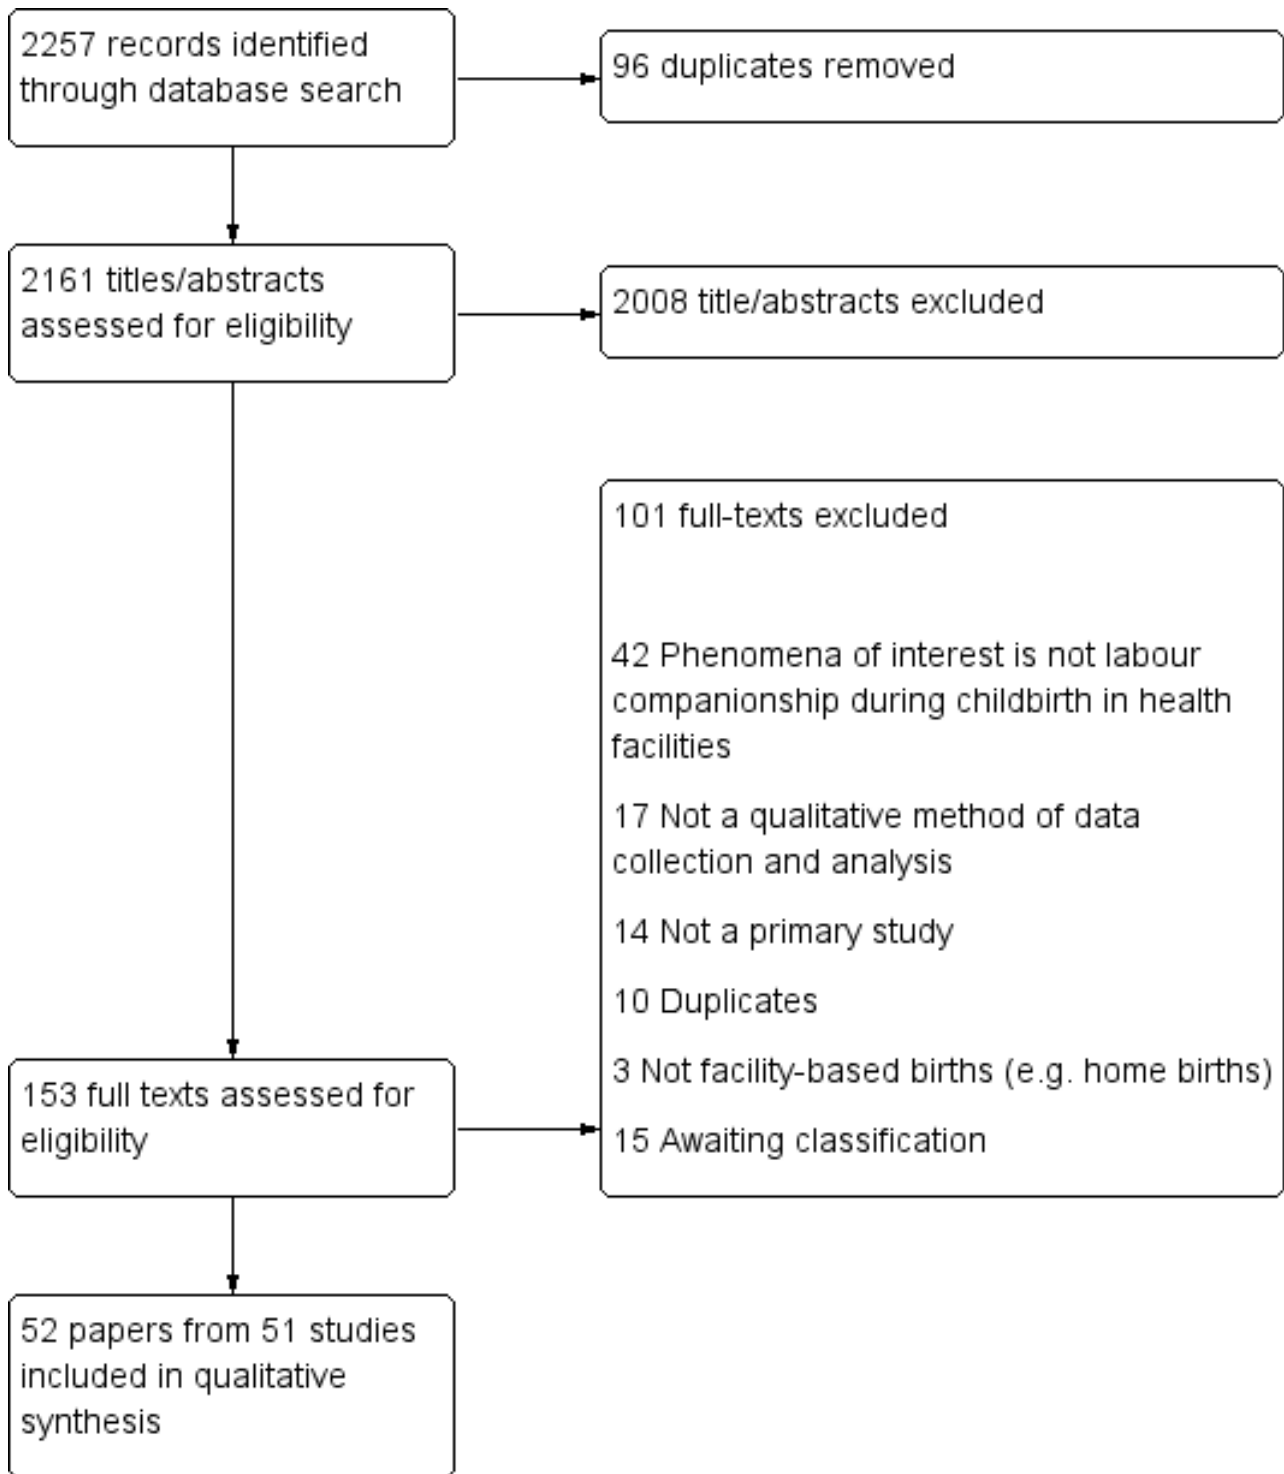 2257 records identified
through database search
96 duplicates removed
2161 titles/abstracts
assessed for eligibility
2008 title/abstracts excluded
101 full-texts excluded
42 Phenomena of interest is not labour
companionship during childbirth in health
facilities
17 Not a qualitative method of data
collection and analysis
14 Not a primary study
10 Duplicates
3 Not facility-based births (e.g. home births)
15 Awaiting classification
153 full texts assessed for
eligibility
52 papers from 51 studies
included in qualitative
synthesis